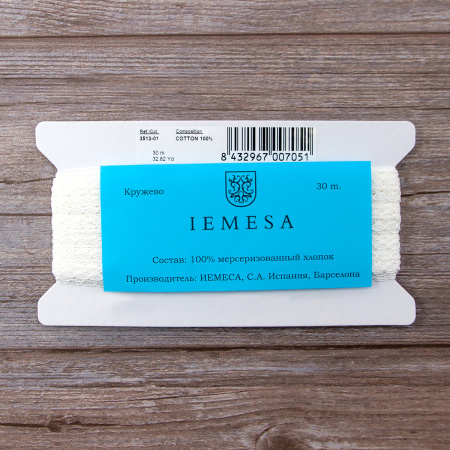 Ref./Col. Composition
3513-01 COTTON 100%
30 m
32.82 Yd
8 432967 007051
Кружево 30 m.
IEMESA
Состав: 100% мерсеризованный хлопок
Производитель: ИЕМЕСА, С.А. Испания, Барселона